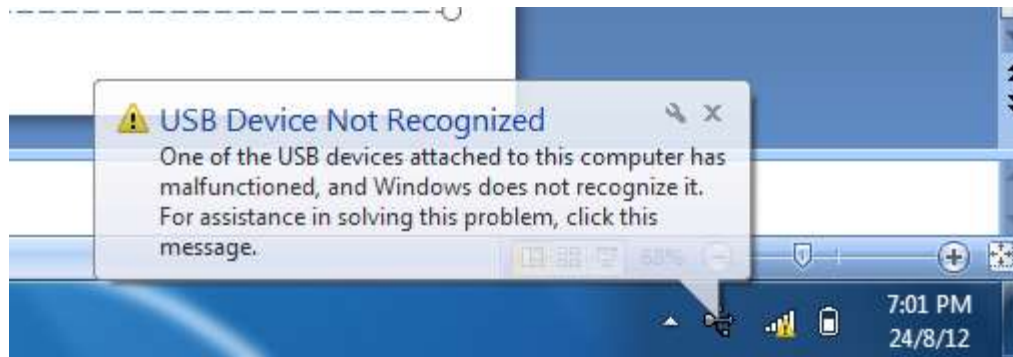 USB Device Not Recognized
One of the USB devices attached to this computer has
malfunctioned, and Windows does not recognize it.
For assistance in solving this problem, click this
message.
68%
7:01 PM
24/8/12